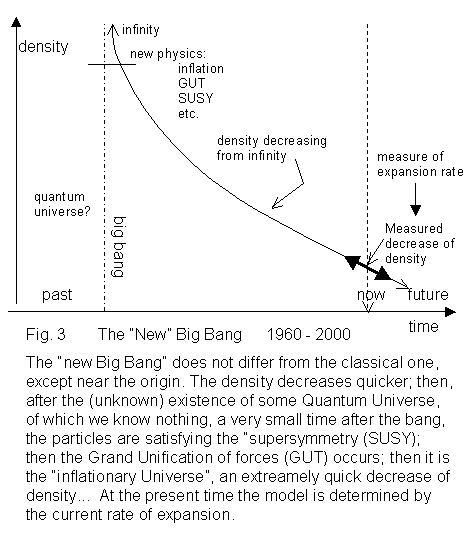 infinity
density
new physics:
inflation
GUT
SUSY
etc.
density decreasing
from infinity
measure of
expansion rate
quantum
universe?
big bang
Measured
decrease of
density
past
now
future
time
Fig. 3 The "New" Big Bang 1960 - 2000
The "new Big Bang" does not differ from the classical one,
except near the origin. The density decreases quicker; then,
after the (unknown) existence of some Quantum Universe,
of which we know nothing, a very small time after the bang,
the particles are satisfying the "supersymmetry (SUSY);
then the Grand Unification of forces (GUT) occurs; then it is
the "inflationary Universe", an extreamely quick decrease of
density... At the present time the model is determined by
the current rate of expansion.